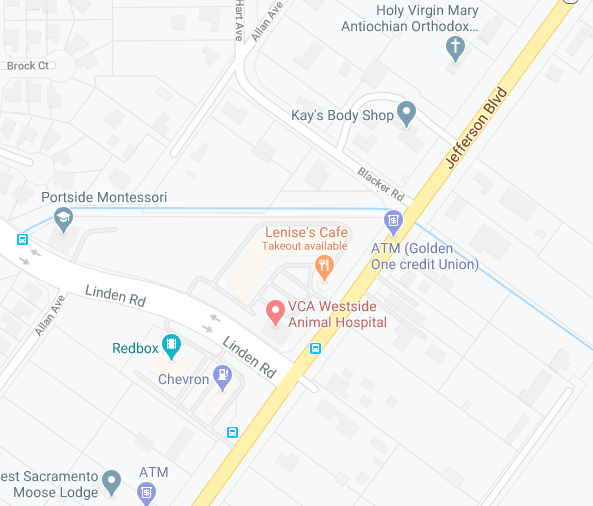 Holy Virgin Mary
Antiochian Orthodox...
Hart Ave
Allan Ave
Brock Ct
Kay's Body Shop
Jefferson Blvd
Blacker Rd
Portside Montessori
Lenise's Cafe
Takeout available
ATM (Golden
One credit Union)
Linden Rd
VCA Westside
Animal Hospital
Allan Ave
Redbox
Linden Rd
Chevron
est Sacramento
Moose Lodge
ATM